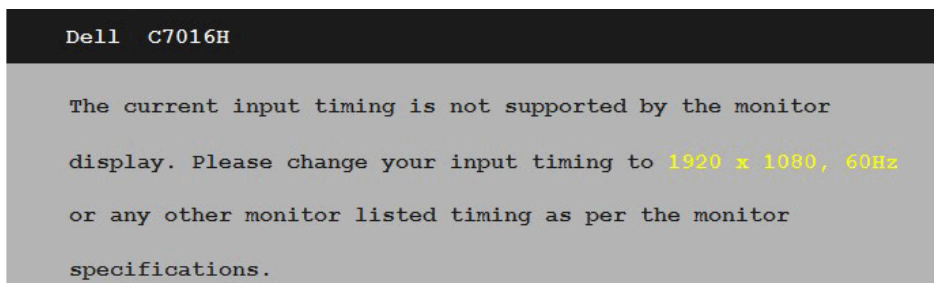 Dell C7016H
The current input timing is not supported by the monitor
display. Please change your input timing to 1920 x 1080, 60Hz
or any other monitor listed timing as per the monitor
specifications.